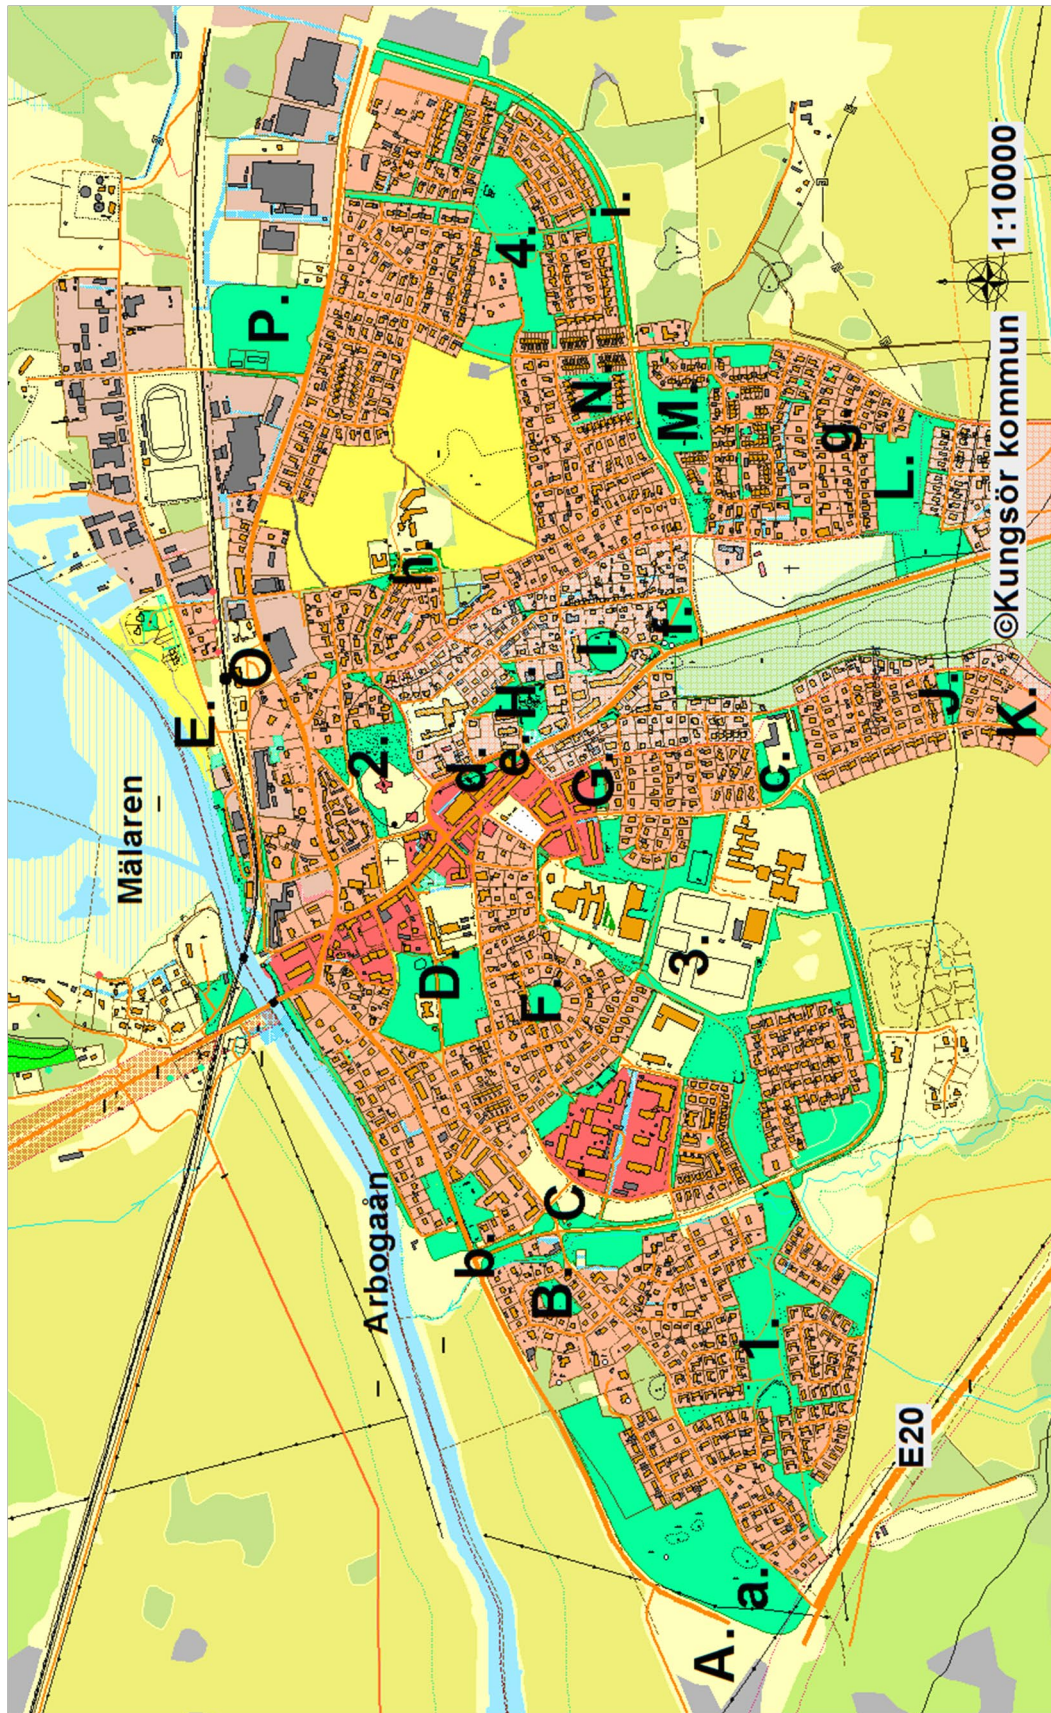 Mälaren
E.
O.
P.
Arbogaån
2.
h
4.
i.
d.
e.
H.
I.
f.
N.
M.
g.
L.
b.
C.
D.
F.
G.
3.
c.
J.
K.
B.
1.
A.
a.
E20
©Kungsör kommun 1:10000